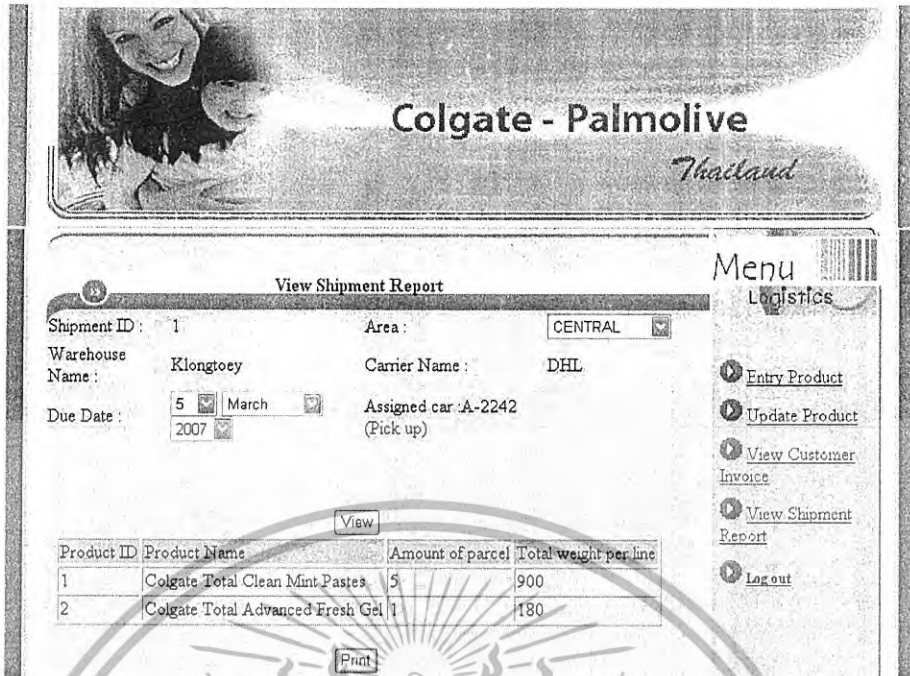 Colgate - Palmolive
Thailand
View Shipment Report
Shipment ID : 1 Area : CENTRAL
Warehouse Name : Klongtoey Carrier Name : DHL
Due Date : 5 March 2007 Assigned car :A-2242 (Pick up)
View
Product ID Product Name Amount of parcel Total weight per line
1 Colgate Total Clean Mint Pastes 5 900
2 Colgate Total Advanced Fresh Gel 1 180
Print
Menu
Logistics
Entry Product
Update Product
View Customer
Invoice
View Shipment
Report
Log out